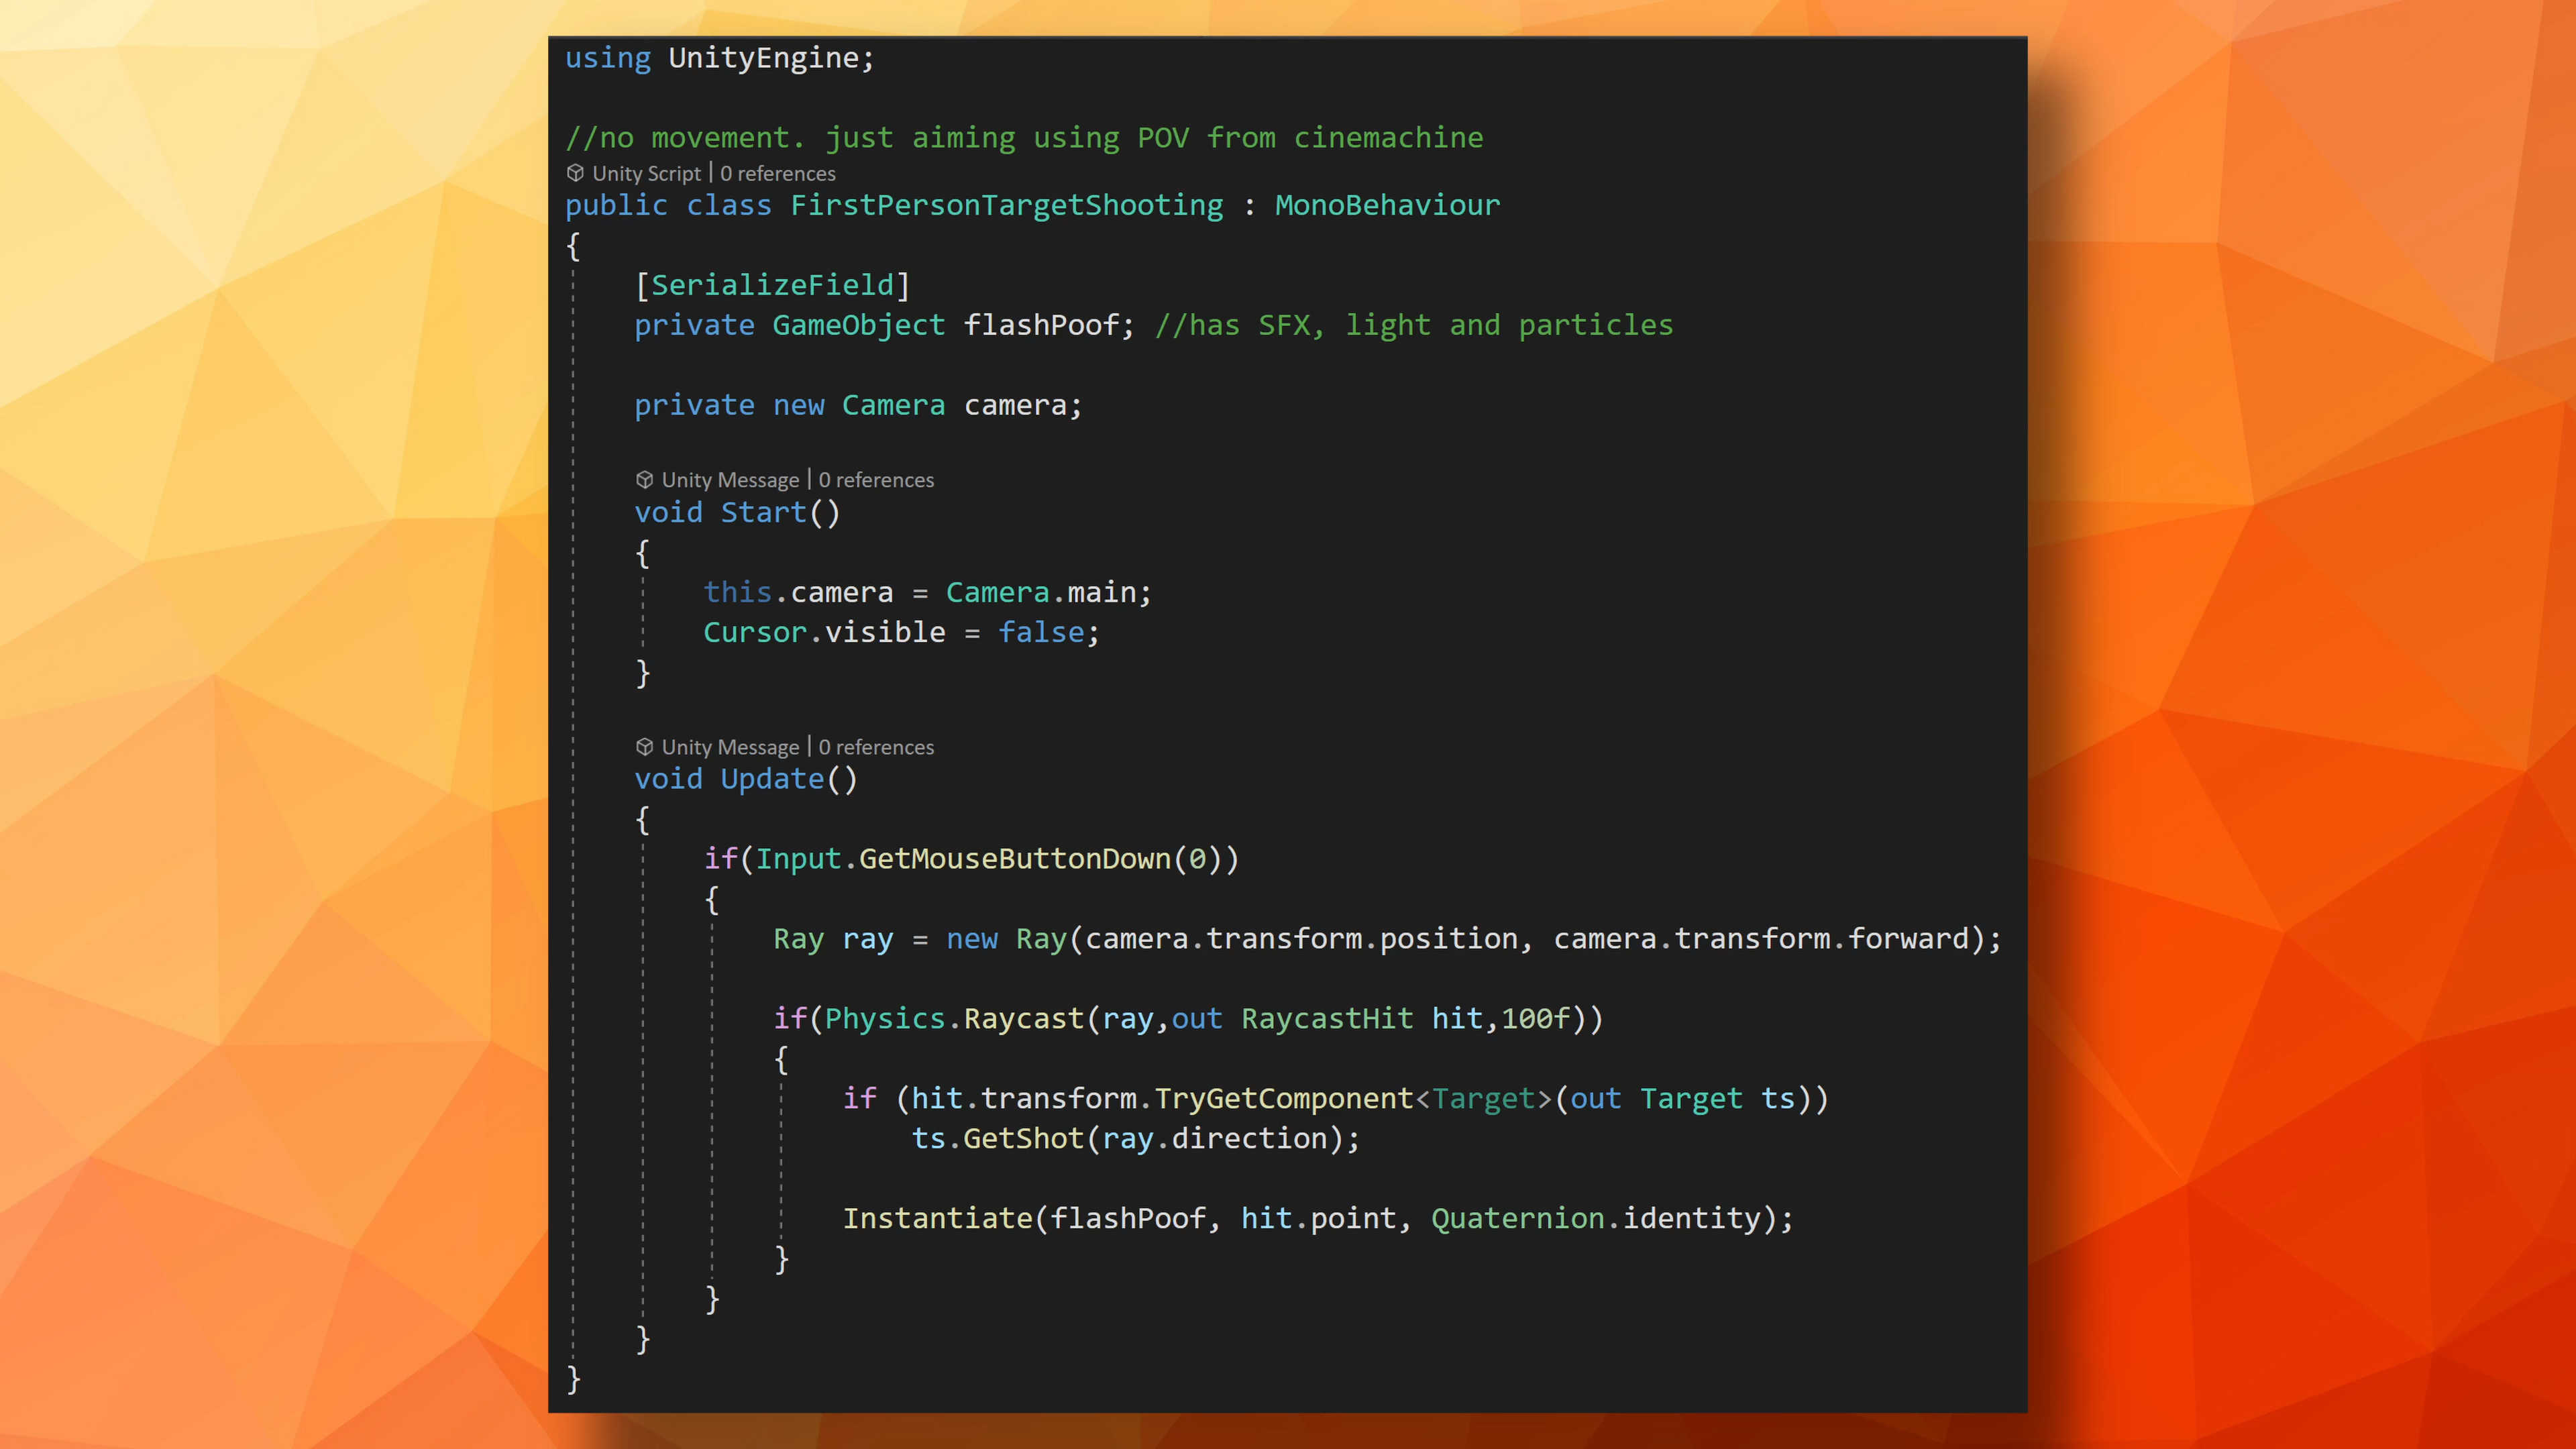 using UnityEngine;
//no movement. just aiming using POV from cinemachine
Unity Script | 0 references
public class FirstPersonTargetShooting : MonoBehaviour
{
[SerializeField]
private GameObject flashPoof; //has SFX, light and particles
private new Camera camera;
Unity Message | 0 references
void Start()
{
this.camera = Camera.main;
Cursor.visible = false;
}
Unity Message | 0 references
void Update()
{
if(Input.GetMouseButtonDown(0))
{
Ray ray = new Ray(camera.transform.position, camera.transform.forward);
if(Physics.Raycast(ray,out RaycastHit hit,100f))
{
if (hit.transform.TryGetComponent<Target>(out Target ts))
ts.GetShot(ray.direction);
Instantiate(flashPoof, hit.point, Quaternion.identity);
}
}
}
}